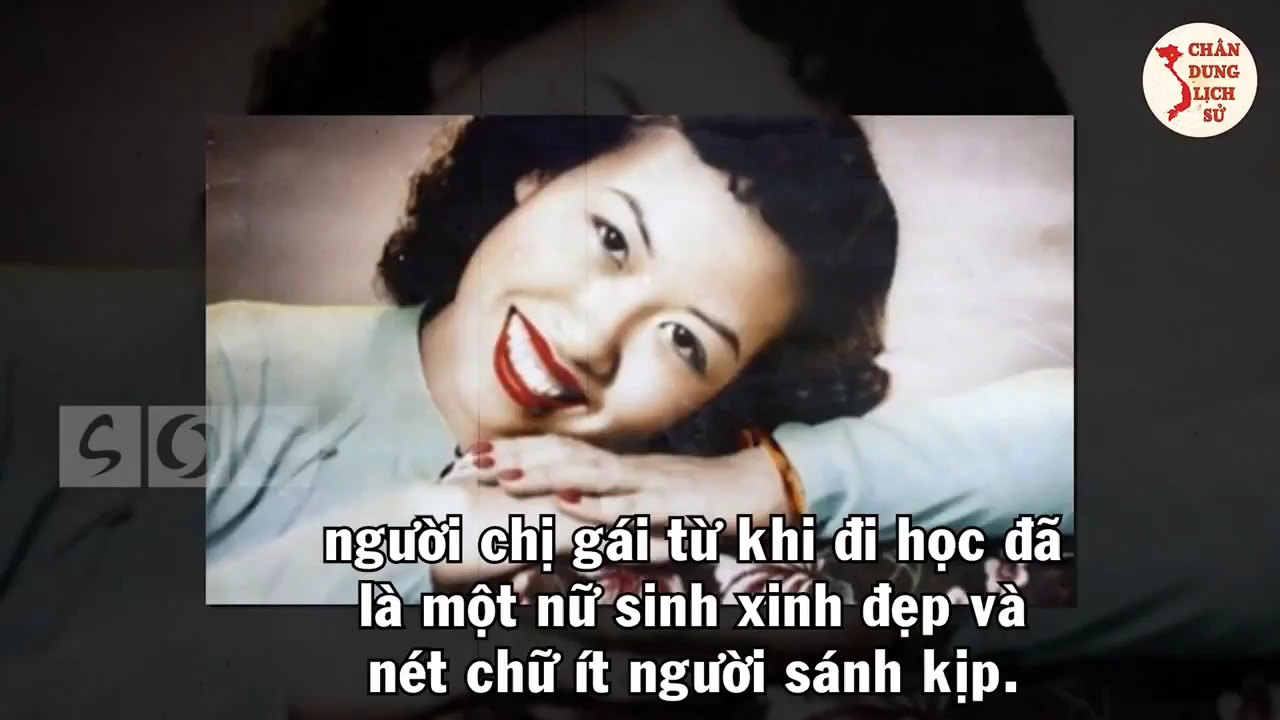 CHÂN
DUNG
LỊCH
SỬ
người chị gái từ khi đi học đã
là một nữ sinh xinh đẹp và
nét chữ ít người sánh kịp.